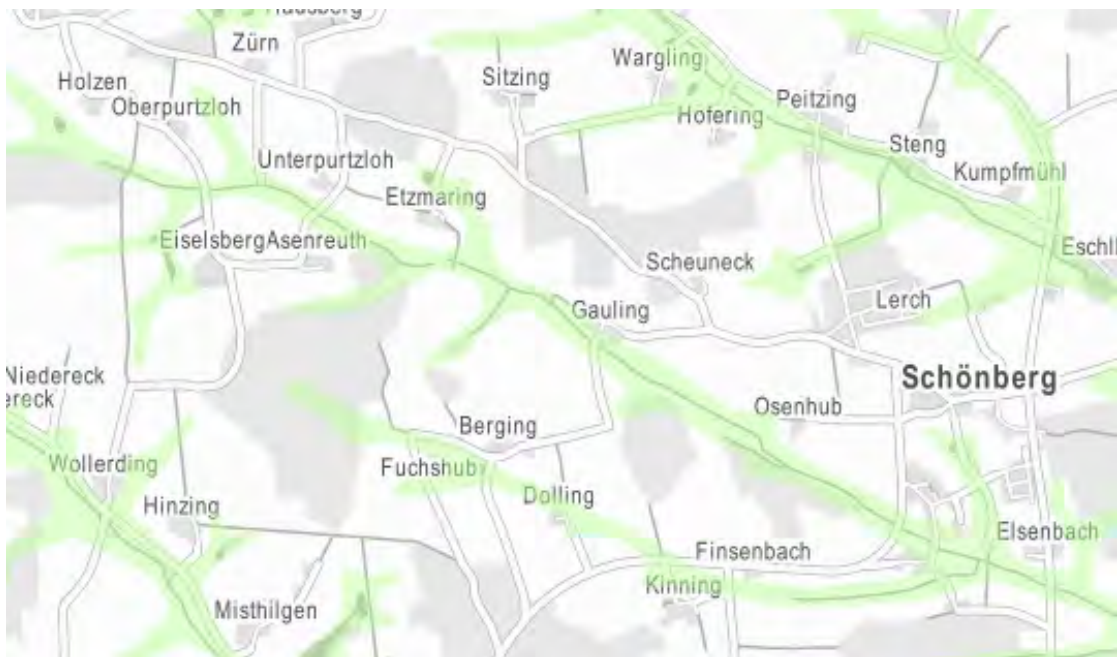 Zürn
Wargling
Sitzing
Holzen
Oberpurtzloh
Peitzing
Hofering
Steng
Unterpurtzloh
Kumpfmühl
Etzmaring
EiselsbergAsenreuth
Scheuneck
Lerch
Gauling
Niedereck
Schönberg
Osenhub
Berging
Wollerding
Fuchshub
Dolling
Hinzing
Elsenbach
Finsenbach
Kinning
Misthilgen